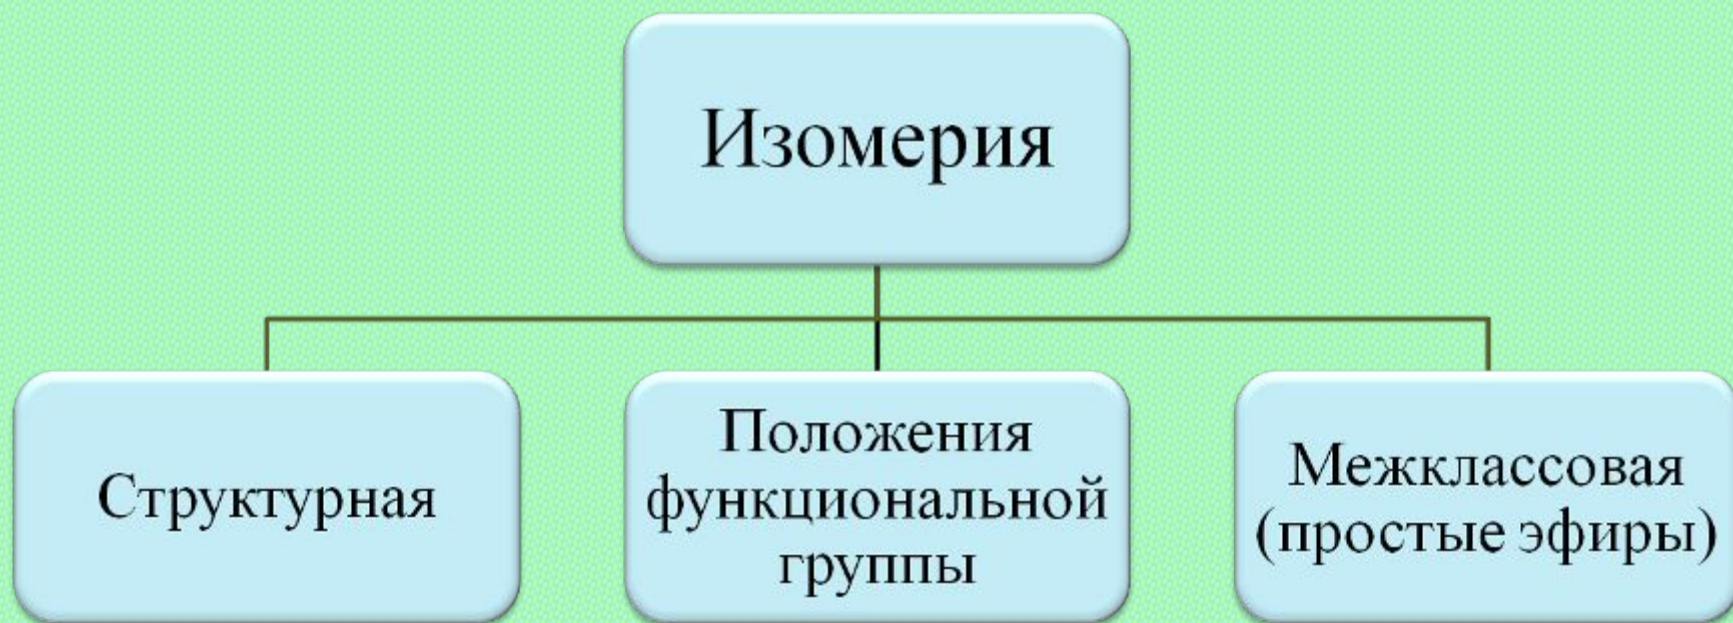 Изомерия
Структурная
Положения
функциональной
группы
Межклассовая
(простые эфиры)